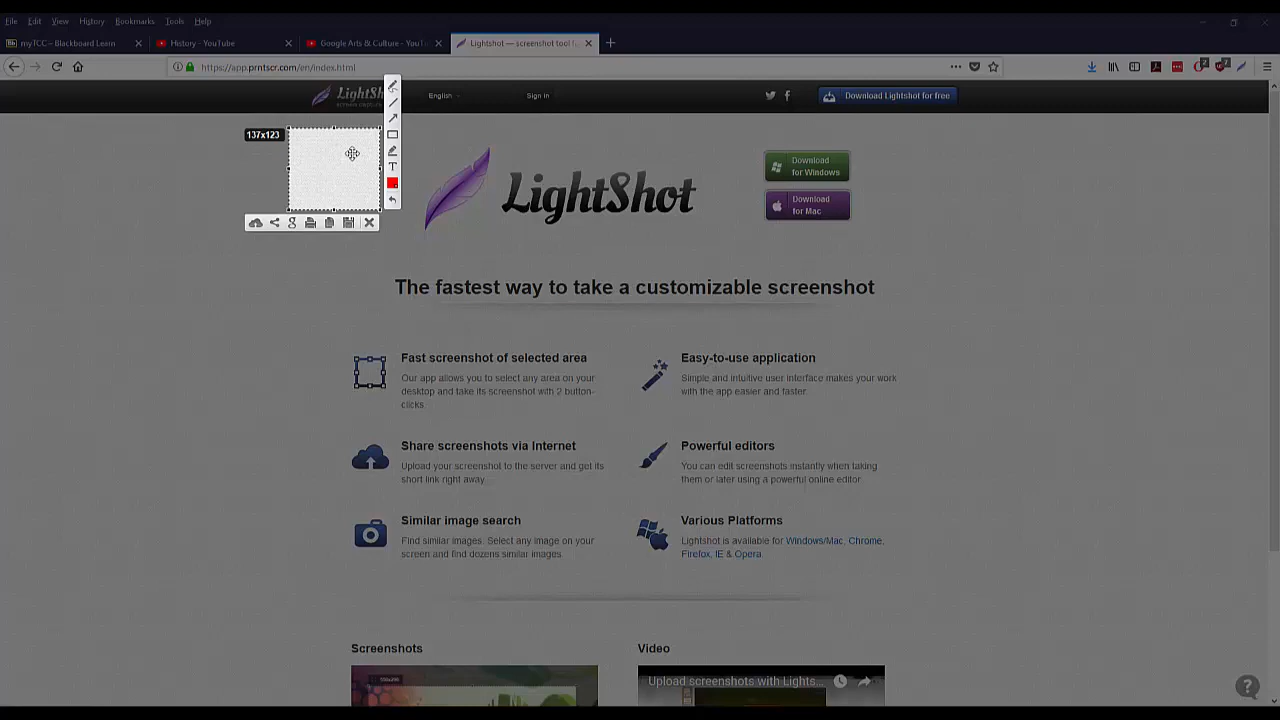 File Edit View History Bookmarks Tools Help
myTCC – Blackboard Learn
History - YouTube
Google Arts & Culture - YouTu
Lightshot — screenshot tool f
https://app.prntscr.com/en/index.html
LightSh
English
Sign in
Download Lightshot for free
137x123
T
LightShot
Download
for Windows
Download
for Mac
The fastest way to take a customizable screenshot
Fast screenshot of selected area
Our app allows you to select any area on your
desktop and take its screenshot with 2 button-
clicks.
Easy-to-use application
Simple and intuitive user interface makes your work
with the app easier and faster.
Share screenshots via Internet
Upload your screenshot to the server and get its
short link right away.
Powerful editors
You can edit screenshots instantly when taking
them or later using a powerful online editor.
Similar image search
Find similar images. Select any image on your
screen and find dozens similar images.
Various Platforms
Lightshot is available for Windows/Mac, Chrome,
Firefox, IE & Opera.
Screenshots
Video
Upload screenshots with Lights...